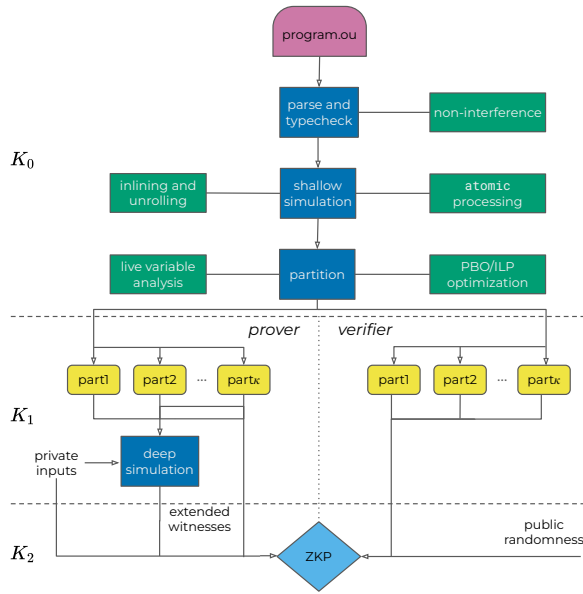 program.ou
parse and
typecheck
non-interference
K₀
inlining and
unrolling
shallow
simulation
atomic
processing
live variable
analysis
partition
PBO/ILP
optimization
prover
verifier
part1
part2
...
partκ
part1
part2
...
partκ
K₁
private
inputs
deep
simulation
extended
witnesses
public
randomness
K₂
ZKP